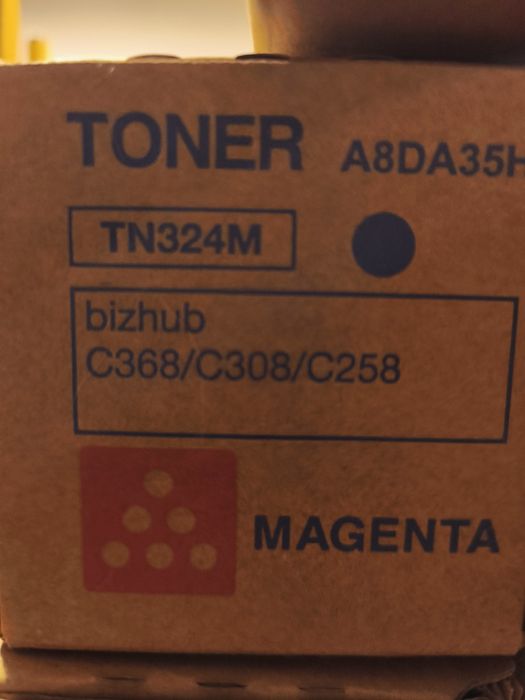 TONER A8DA35H
TN324M
bizhub
C368/C308/C258
MAGENTA